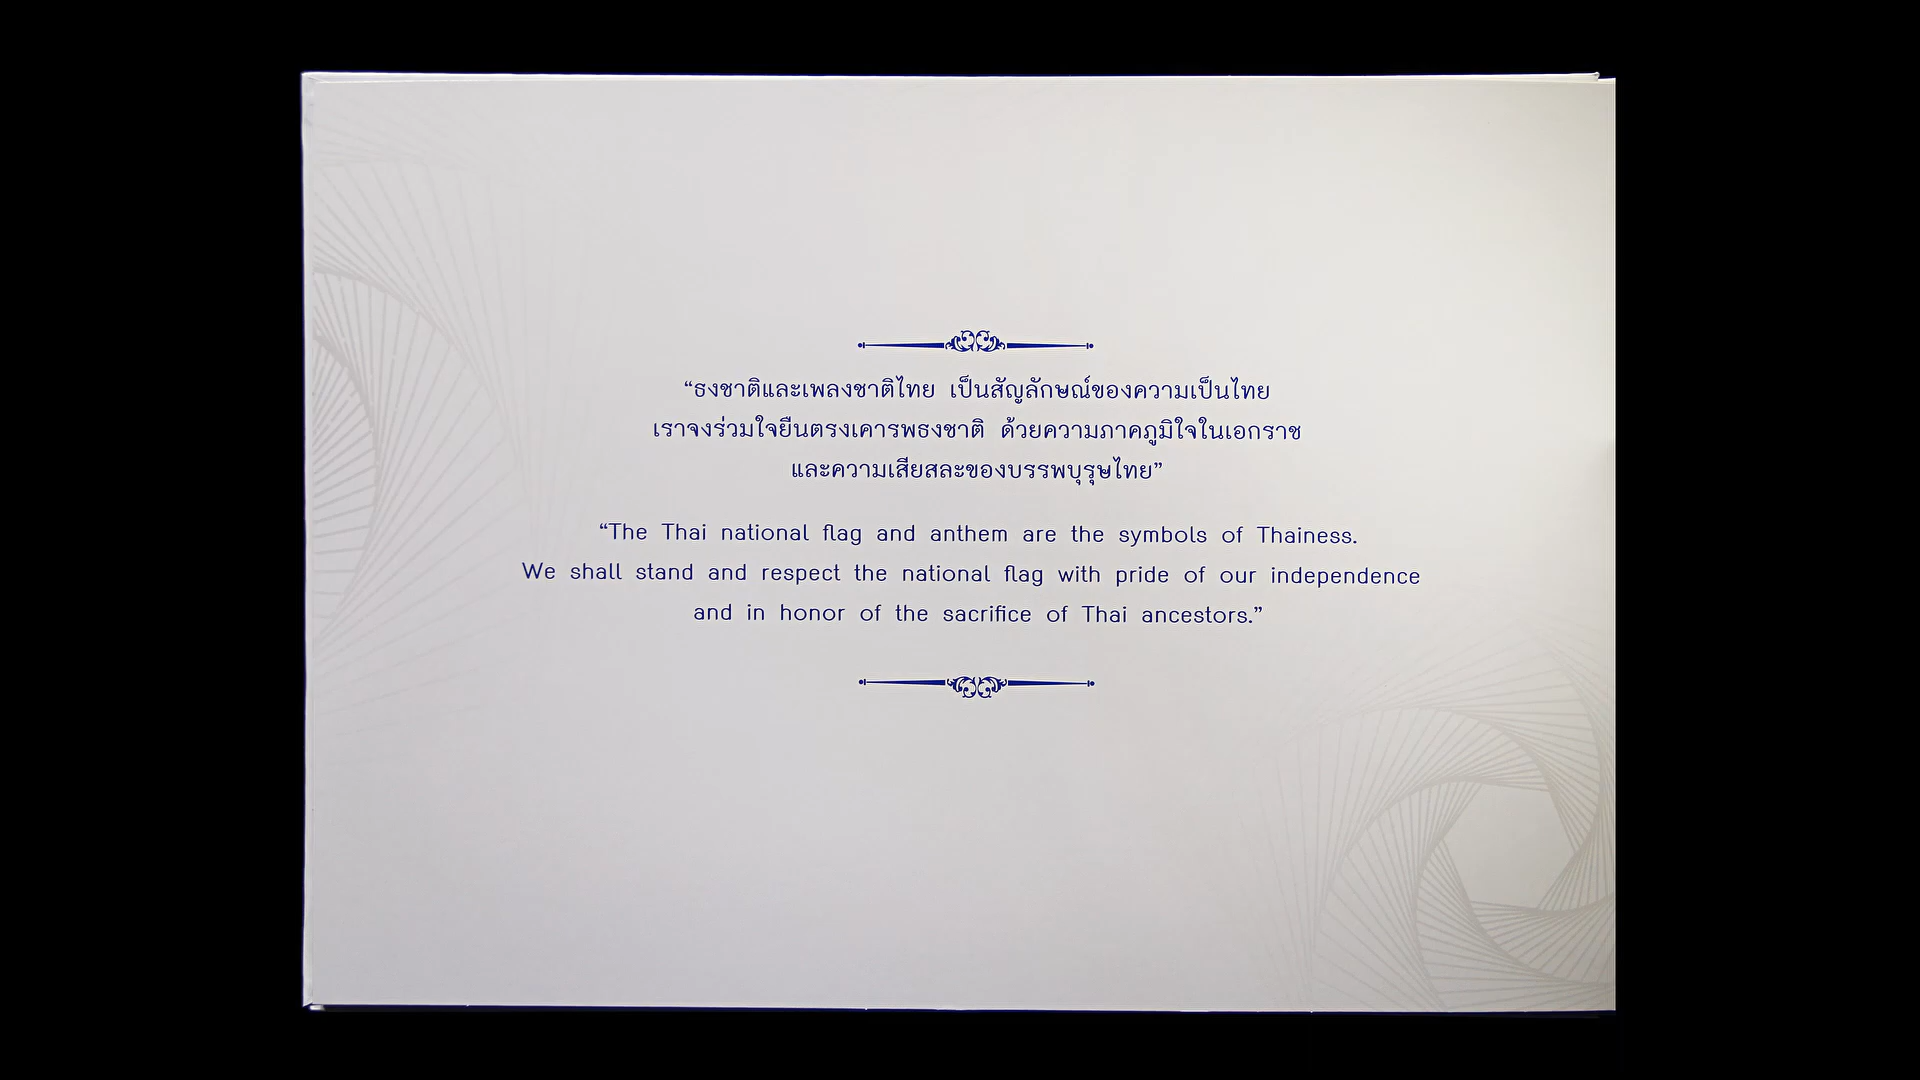 “ธงชาติและเพลงชาติไทย เป็นสัญลักษณ์ของความเป็นไทย
เราจงร่วมใจยืนตรงเคารพธงชาติ ด้วยความภาคภูมิใจในเอกราช
และความเสียสละของบรรพบุรุษไทย”
“The Thai national flag and anthem are the symbols of Thainess.
We shall stand and respect the national flag with pride of our independence
and in honor of the sacrifice of Thai ancestors.”